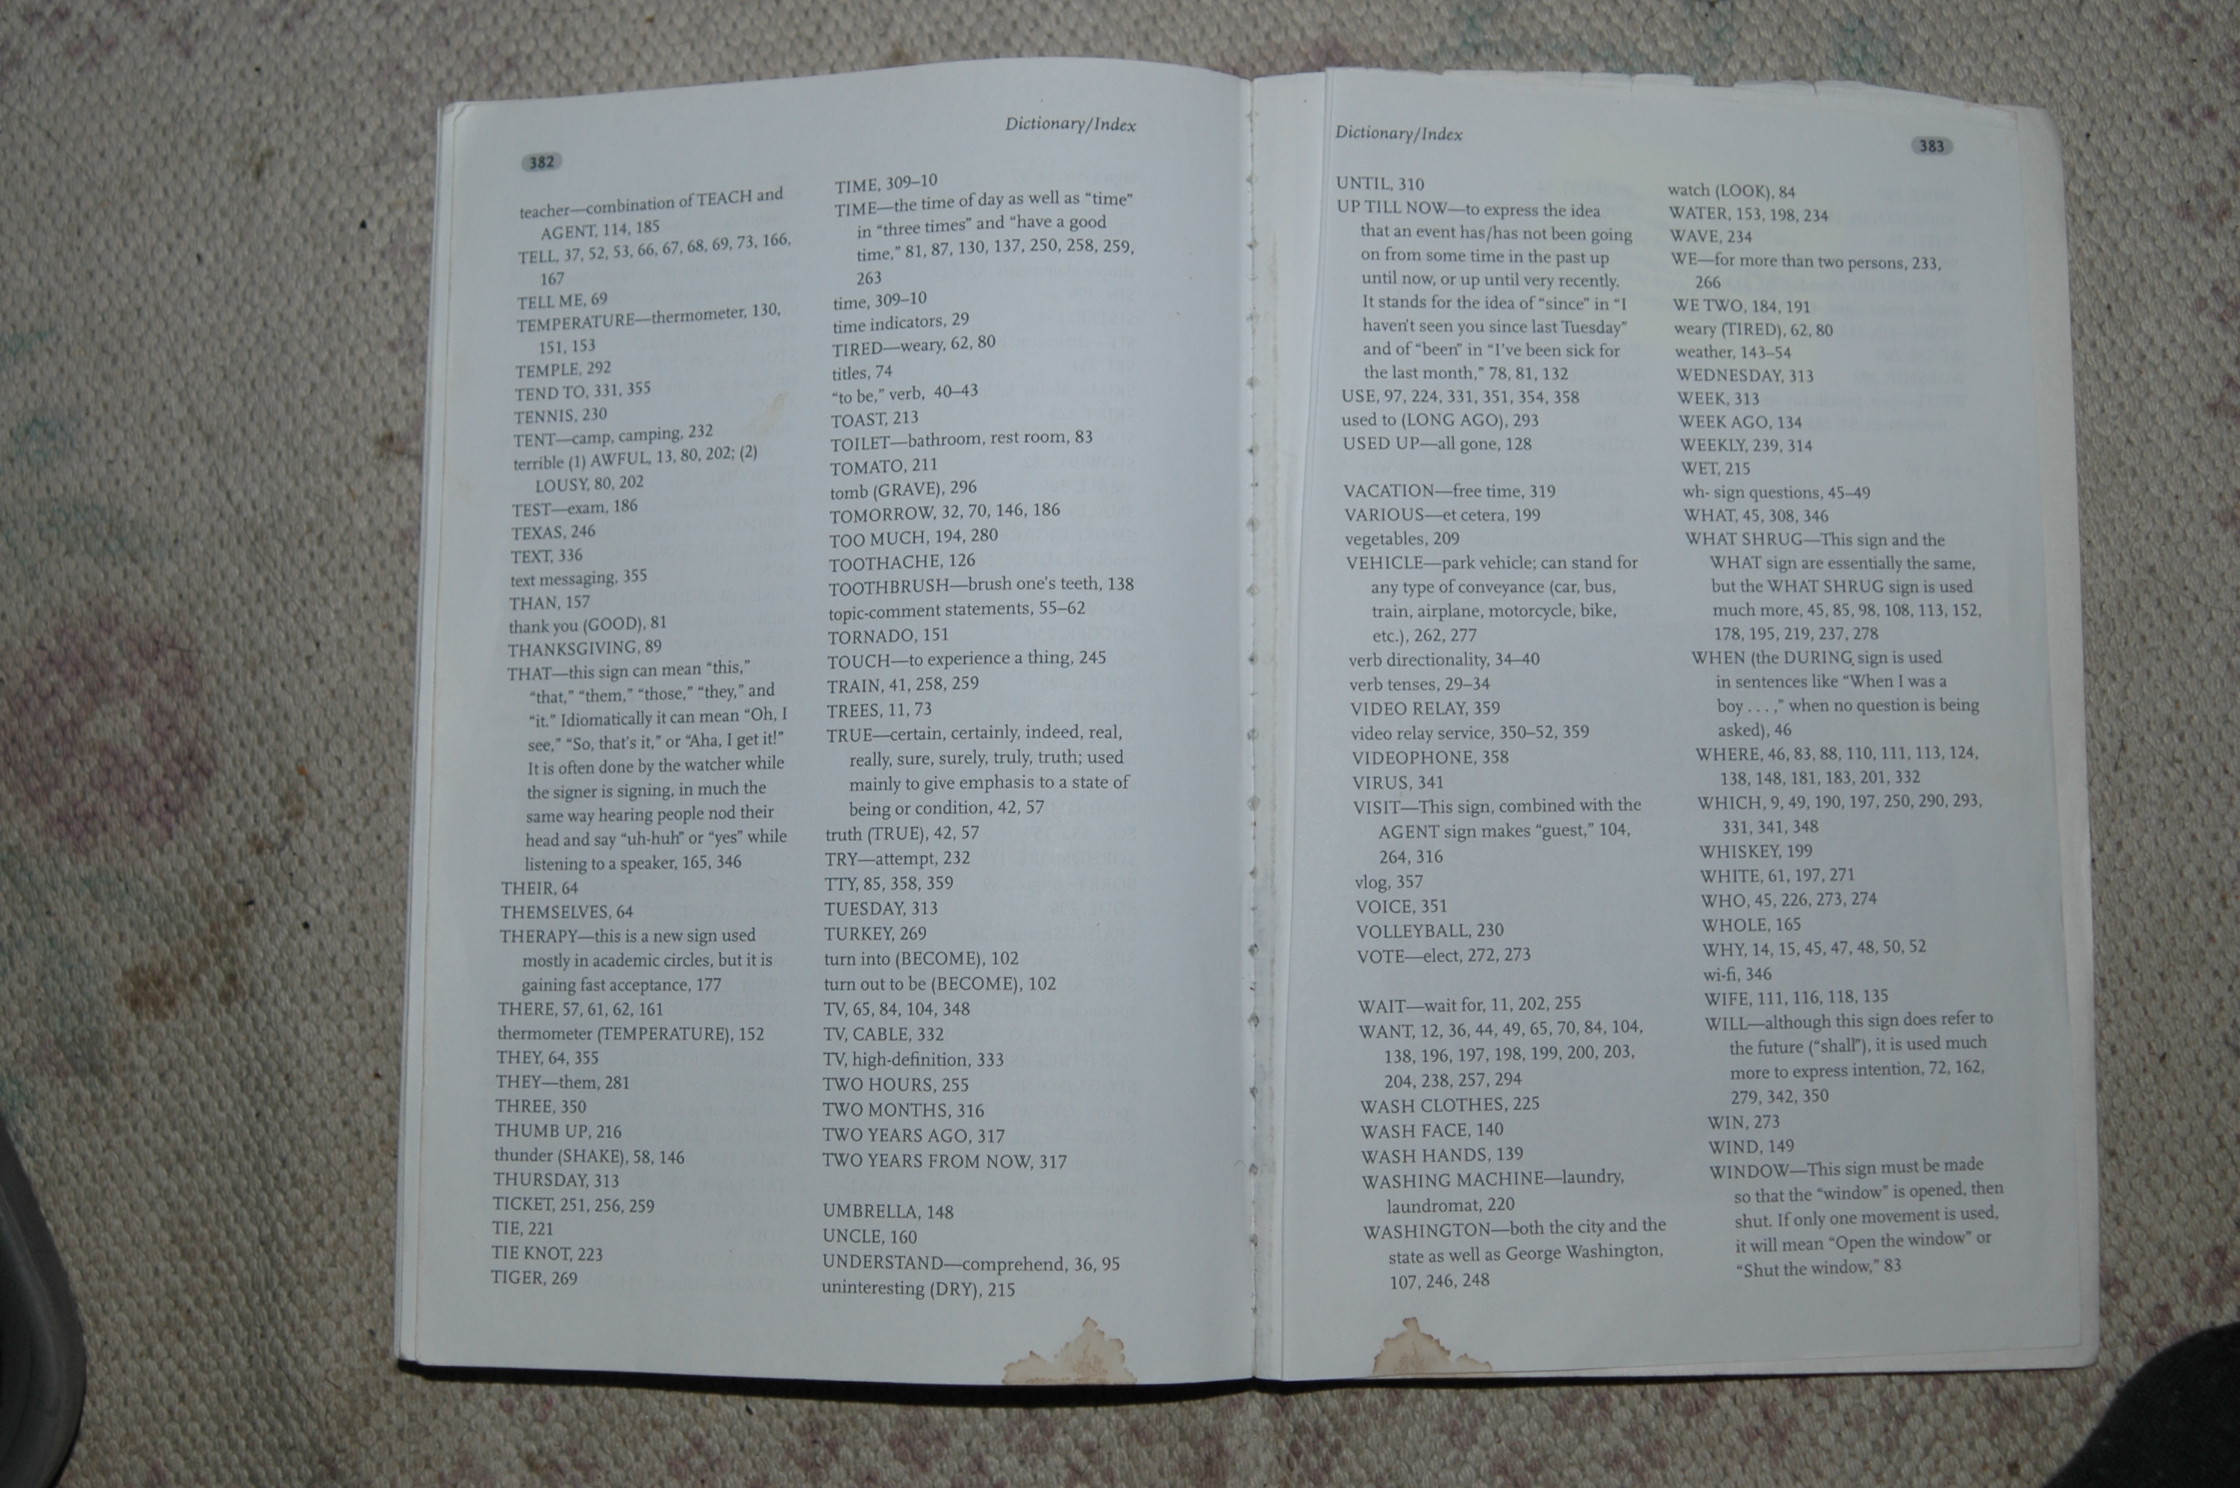 Dictionary/Index
382
teacher—combination of TEACH and
AGENT, 114, 185
TELL, 37, 52, 53, 66, 67, 68, 69, 73, 166,
167
TELL ME, 69
TEMPERATURE—thermometer, 130,
151, 153
TEMPLE, 292
TEND TO, 331, 355
TENNIS, 230
TENT—camp, camping, 232
terrible (1) AWFUL, 13, 80, 202; (2)
LOUSY, 80, 202
TEST—exam, 186
TEXAS, 246
TEXT, 336
text messaging, 355
THAN, 157
thank you (GOOD), 81
THANKSGIVING, 89
THAT—this sign can mean “this,”
“that,” “them,” “those,” “they,” and
“it.” Idiomatically it can mean “Oh, I
see,” “So, that's it,” or “Aha, I get it!”
It is often done by the watcher while
the signer is signing, in much the
same way hearing people nod their
head and say “uh-huh” or “yes” while
listening to a speaker, 165, 346
THEIR, 64
THEMSELVES, 64
THERAPY—this is a new sign used
mostly in academic circles, but it is
gaining fast acceptance, 177
THERE, 57, 61, 62, 161
thermometer (TEMPERATURE), 152
THEY, 64, 355
THEY—them, 281
THREE, 350
THUMB UP, 216
thunder (SHAKE), 58, 146
THURSDAY, 313
TICKET, 251, 256, 259
TIE, 221
TIE KNOT, 223
TIGER, 269
TIME, 309–10
TIME—the time of day as well as “time”
in “three times” and “have a good
time,” 81, 87, 130, 137, 250, 258, 259,
263
time, 309–10
time indicators, 29
TIRED—weary, 62, 80
titles, 74
“to be,” verb, 40–43
TOAST, 213
TOILET—bathroom, rest room, 83
TOMATO, 211
tomb (GRAVE), 296
TOMORROW, 32, 70, 146, 186
TOO MUCH, 194, 280
TOOTHACHE, 126
TOOTHBRUSH—brush one's teeth, 138
topic-comment statements, 55–62
TORNADO, 151
TOUCH—to experience a thing, 245
TRAIN, 41, 258, 259
TREES, 11, 73
TRUE—certain, certainly, indeed, real,
really, sure, surely, truly, truth; used
mainly to give emphasis to a state of
being or condition, 42, 57
truth (TRUE), 42, 57
TRY—attempt, 232
TTY, 85, 358, 359
TUESDAY, 313
TURKEY, 269
turn into (BECOME), 102
turn out to be (BECOME), 102
TV, 65, 84, 104, 348
TV, CABLE, 332
TV, high-definition, 333
TWO HOURS, 255
TWO MONTHS, 316
TWO YEARS AGO, 317
TWO YEARS FROM NOW, 317
UMBRELLA, 148
UNCLE, 160
UNDERSTAND—comprehend, 36, 95
uninteresting (DRY), 215
Dictionary/Index
383
UNTIL, 310
UP TILL NOW—to express the idea
that an event has/has not been going
on from some time in the past up
until now, or up until very recently.
It stands for the idea of “since” in “I
haven't seen you since last Tuesday”
and of “been” in “I've been sick for
the last month,” 78, 81, 132
USE, 97, 224, 331, 351, 354, 358
used to (LONG AGO), 293
USED UP—all gone, 128
VACATION—free time, 319
VARIOUS—et cetera, 199
vegetables, 209
VEHICLE—park vehicle; can stand for
any type of conveyance (car, bus,
train, airplane, motorcycle, bike,
etc.), 262, 277
verb directionality, 34–40
verb tenses, 29–34
VIDEO RELAY, 359
video relay service, 350–52, 359
VIDEOPHONE, 358
VIRUS, 341
VISIT—This sign, combined with the
AGENT sign makes “guest,” 104,
264, 316
vlog, 357
VOICE, 351
VOLLEYBALL, 230
VOTE—elect, 272, 273
WAIT—wait for, 11, 202, 255
WANT, 12, 36, 44, 49, 65, 70, 84, 104,
138, 196, 197, 198, 199, 200, 203,
204, 238, 257, 294
WASH CLOTHES, 225
WASH FACE, 140
WASH HANDS, 139
WASHING MACHINE—laundry,
laundromat, 220
WASHINGTON—both the city and the
state as well as George Washington,
107, 246, 248
watch (LOOK), 84
WATER, 153, 198, 234
WAVE, 234
WE—for more than two persons, 233,
266
WE TWO, 184, 191
weary (TIRED), 62, 80
weather, 143–54
WEDNESDAY, 313
WEEK, 313
WEEK AGO, 134
WEEKLY, 239, 314
WET, 215
wh- sign questions, 45–49
WHAT, 45, 308, 346
WHAT SHRUG—This sign and the
WHAT sign are essentially the same,
but the WHAT SHRUG sign is used
much more, 45, 85, 98, 108, 113, 152,
178, 195, 219, 237, 278
WHEN (the DURING sign is used
in sentences like “When I was a
boy . . . ,” when no question is being
asked), 46
WHERE, 46, 83, 88, 110, 111, 113, 124,
138, 148, 181, 183, 201, 332
WHICH, 9, 49, 190, 197, 250, 290, 293,
331, 341, 348
WHISKEY, 199
WHITE, 61, 197, 271
WHO, 45, 226, 273, 274
WHOLE, 165
WHY, 14, 15, 45, 47, 48, 50, 52
wi-fi, 346
WIFE, 111, 116, 118, 135
WILL—although this sign does refer to
the future (“shall”), it is used much
more to express intention, 72, 162,
279, 342, 350
WIN, 273
WIND, 149
WINDOW—This sign must be made
so that the “window” is opened, then
shut. If only one movement is used,
it will mean “Open the window” or
“Shut the window,” 83